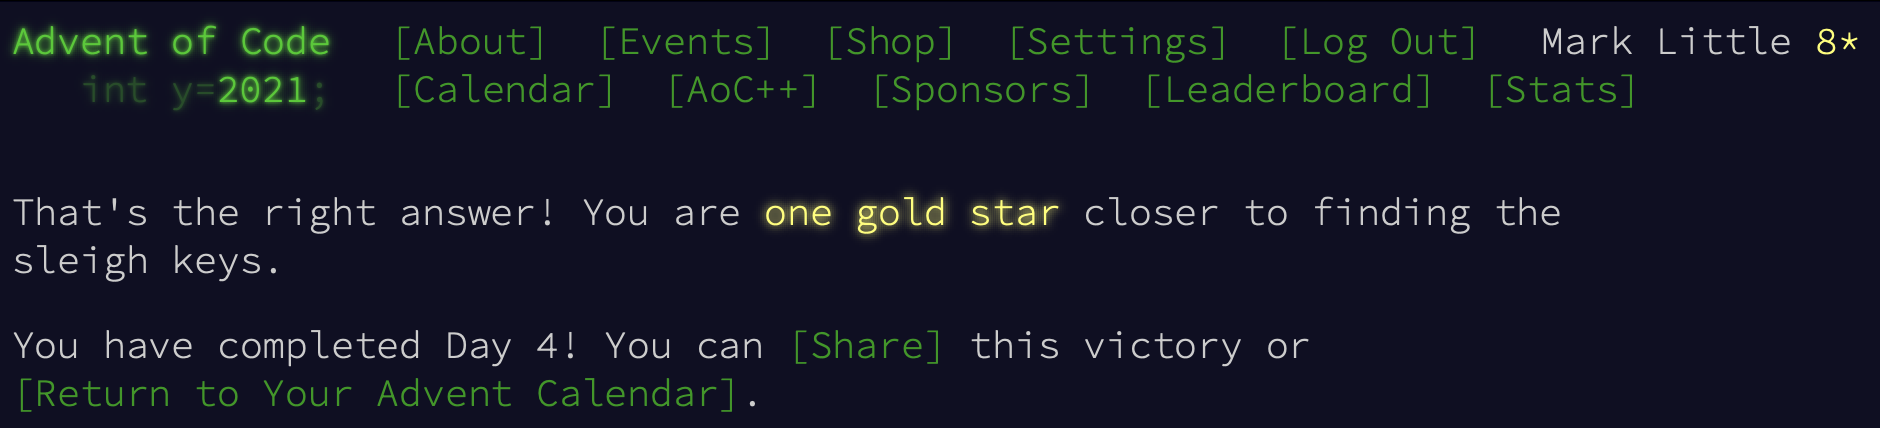 Advent of Code [About] [Events] [Shop] [Settings] [Log Out] Mark Little 8*
int y=2021; [Calendar] [AoC++] [Sponsors] [Leaderboard] [Stats]
That's the right answer! You are one gold star closer to finding the
sleigh keys.
You have completed Day 4! You can [Share] this victory or
[Return to Your Advent Calendar].